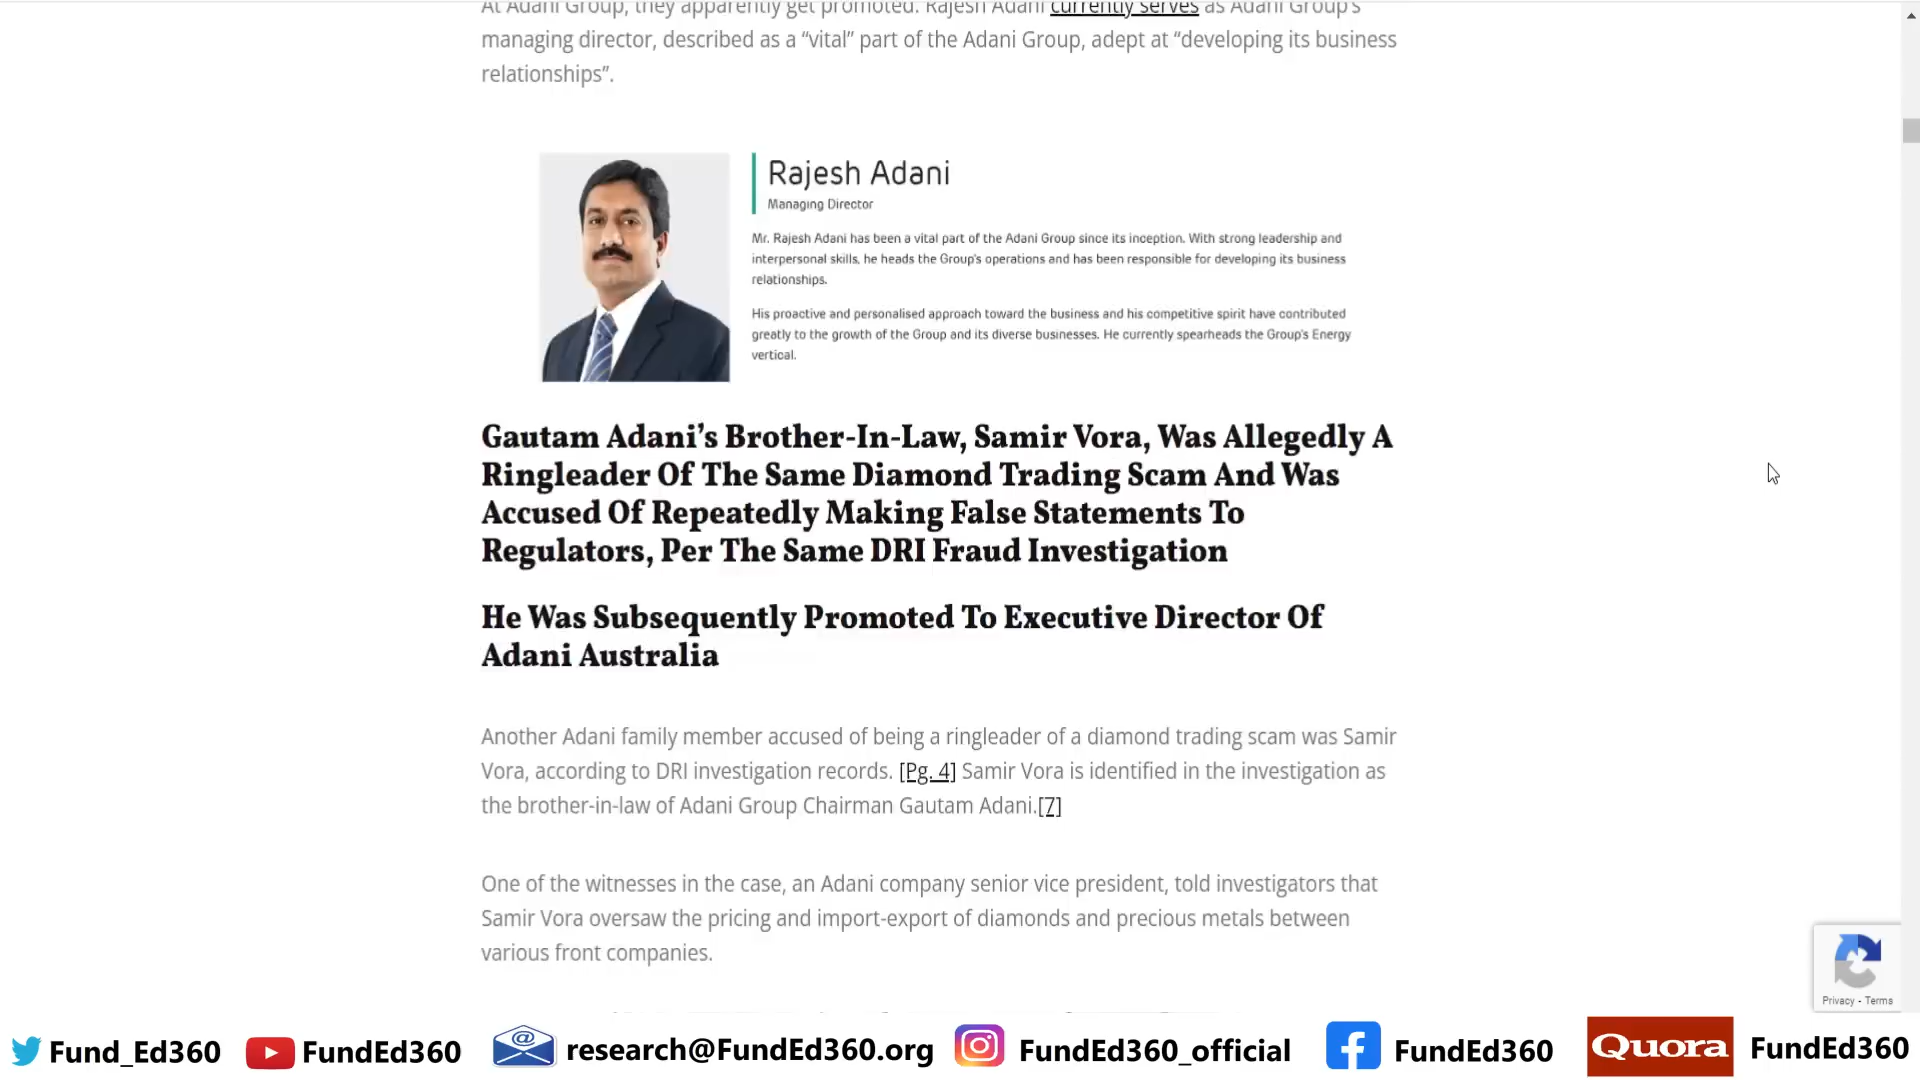 At Adani Group, they apparently get promoted. Rajesh Adani currently serves as Adani Group's
managing director, described as a “vital” part of the Adani Group, adept at “developing its business
relationships”.
Rajesh Adani
Managing Director
Mr. Rajesh Adani has been a vital part of the Adani Group since its inception. With strong leadership and
interpersonal skills, he heads the Group's operations and has been responsible for developing its business
relationships.
His proactive and personalised approach toward the business and his competitive spirit have contributed
greatly to the growth of the Group and its diverse businesses. He currently spearheads the Group's Energy
vertical.
Gautam Adani’s Brother-In-Law, Samir Vora, Was Allegedly A
Ringleader Of The Same Diamond Trading Scam And Was
Accused Of Repeatedly Making False Statements To
Regulators, Per The Same DRI Fraud Investigation
He Was Subsequently Promoted To Executive Director Of
Adani Australia
Another Adani family member accused of being a ringleader of a diamond trading scam was Samir
Vora, according to DRI investigation records. [Pg. 4] Samir Vora is identified in the investigation as
the brother-in-law of Adani Group Chairman Gautam Adani.[7]
One of the witnesses in the case, an Adani company senior vice president, told investigators that
Samir Vora oversaw the pricing and import-export of diamonds and precious metals between
various front companies.
Privacy - Terms
Fund_Ed360 FundEd360 research@FundEd360.org FundEd360_official FundEd360 Quora FundEd360